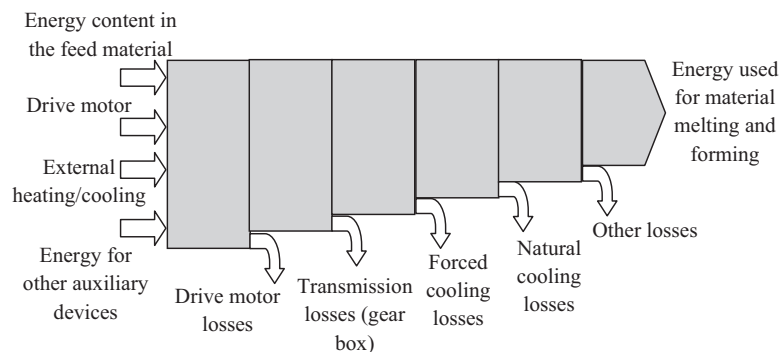 Energy content in
the feed material
Drive motor
External
heating/cooling
Energy for
other auxiliary
devices
Drive motor
losses
Transmission
losses (gear
box)
Forced
cooling
losses
Natural
cooling
losses
Other losses
Energy used
for material
melting and
forming